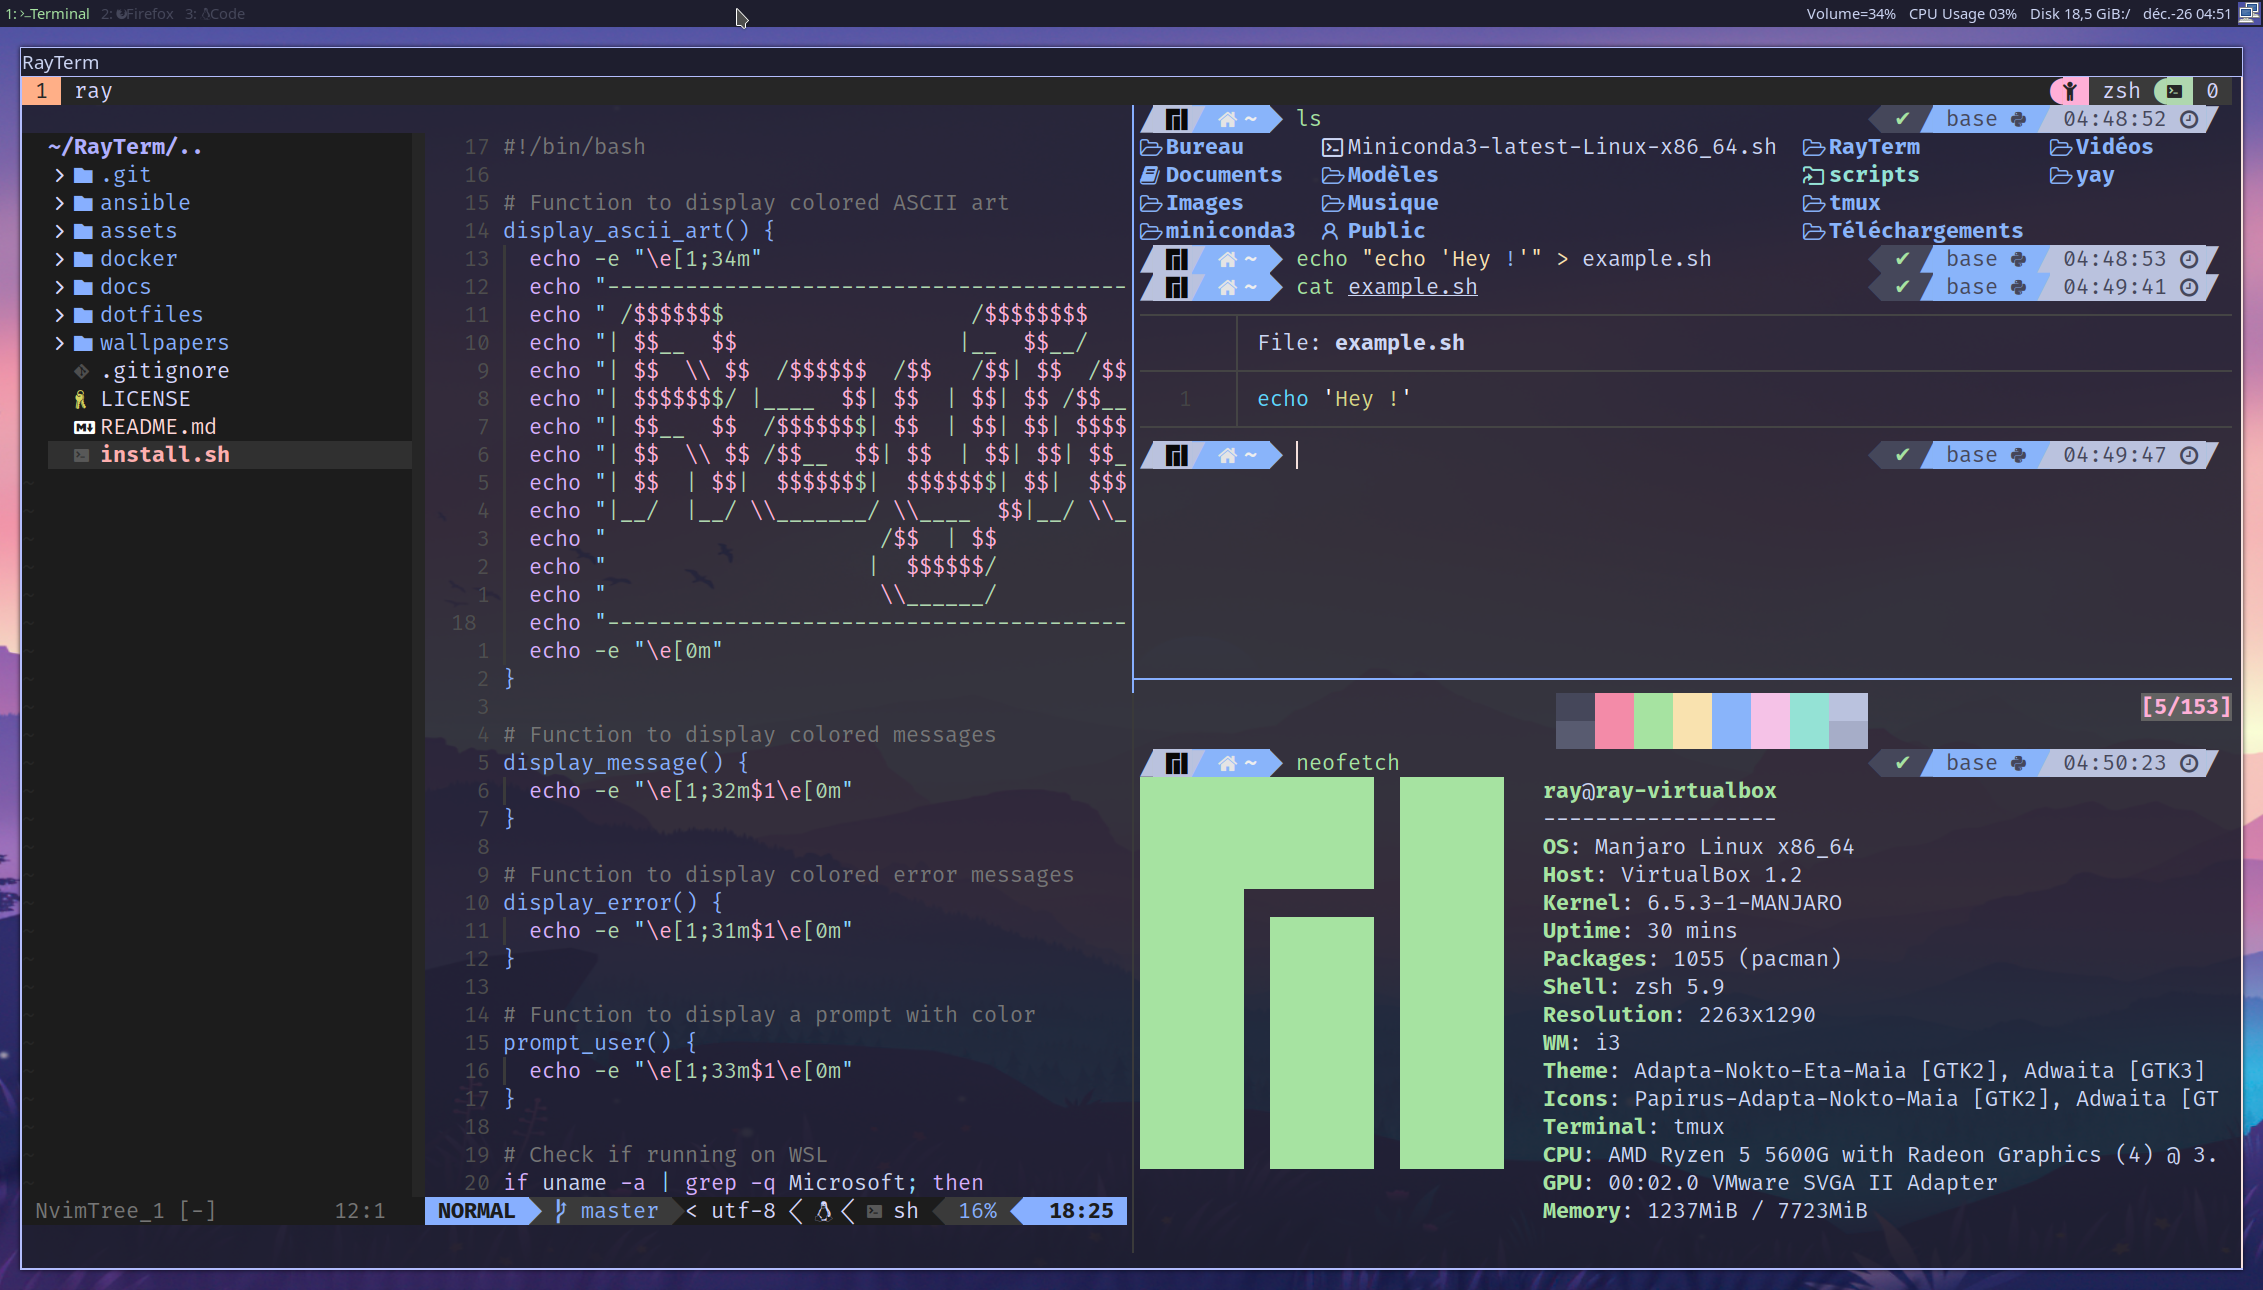 1: Terminal 2: Firefox 3: Code
Volume=34% CPU Usage 03% Disk 18,5 GiB:/ déc.-26 04:51
RayTerm
1 ray
zsh 0
~/RayTerm/..
.git
ansible
assets
docker
docs
dotfiles
wallpapers
.gitignore
LICENSE
README.md
install.sh
NvimTree_1 [-] 12:1
17 #!/bin/bash
16
15 # Function to display colored ASCII art
14 display_ascii_art() {
13   echo -e "\e[1;34m"
12   echo "----------------------------------------
11   echo " /$$$$$$$                   /$$$$$$$$
10   echo "| $$__  $$                 |__  $$__/
9   echo "| $$  \\ $$  /$$$$$$  /$$   /$$| $$  /$$
8   echo "| $$$$$$$/ |____  $$| $$  | $$| $$ /$$__
7   echo "| $$__  $$  /$$$$$$$| $$  | $$| $$| $$$$
6   echo "| $$  \\ $$ /$$__  $$| $$  | $$| $$| $$_
5   echo "| $$  | $$|  $$$$$$$|  $$$$$$$| $$|  $$$
4   echo "|__/  |__/ \\_______/ \\____  $$|__/ \\_
3   echo "                     /$$  | $$
2   echo "                    |  $$$$$$/
1   echo "                     \\______/
18   echo "----------------------------------------
1   echo -e "\e[0m"
2 }
3
4 # Function to display colored messages
5 display_message() {
6   echo -e "\e[1;32m$1\e[0m"
7 }
8
9 # Function to display colored error messages
10 display_error() {
11   echo -e "\e[1;31m$1\e[0m"
12 }
13
14 # Function to display a prompt with color
15 prompt_user() {
16   echo -e "\e[1;33m$1\e[0m"
17 }
18
19 # Check if running on WSL
20 if uname -a | grep -q Microsoft; then
NORMAL master < utf-8 sh 16% 18:25
~ ls ✔ base 04:48:52
Bureau Miniconda3-latest-Linux-x86_64.sh RayTerm Vidéos
Documents Modèles scripts yay
Images Musique tmux
miniconda3 Public Téléchargements
~ echo "echo 'Hey !'" > example.sh ✔ base 04:48:53
~ cat example.sh ✔ base 04:49:41
File: example.sh
1 echo 'Hey !'
~ ✔ base 04:49:47
[5/153]
~ neofetch ✔ base 04:50:23
ray@ray-virtualbox
------------------
OS: Manjaro Linux x86_64
Host: VirtualBox 1.2
Kernel: 6.5.3-1-MANJARO
Uptime: 30 mins
Packages: 1055 (pacman)
Shell: zsh 5.9
Resolution: 2263x1290
WM: i3
Theme: Adapta-Nokto-Eta-Maia [GTK2], Adwaita [GTK3]
Icons: Papirus-Adapta-Nokto-Maia [GTK2], Adwaita [GT
Terminal: tmux
CPU: AMD Ryzen 5 5600G with Radeon Graphics (4) @ 3.
GPU: 00:02.0 VMware SVGA II Adapter
Memory: 1237MiB / 7723MiB